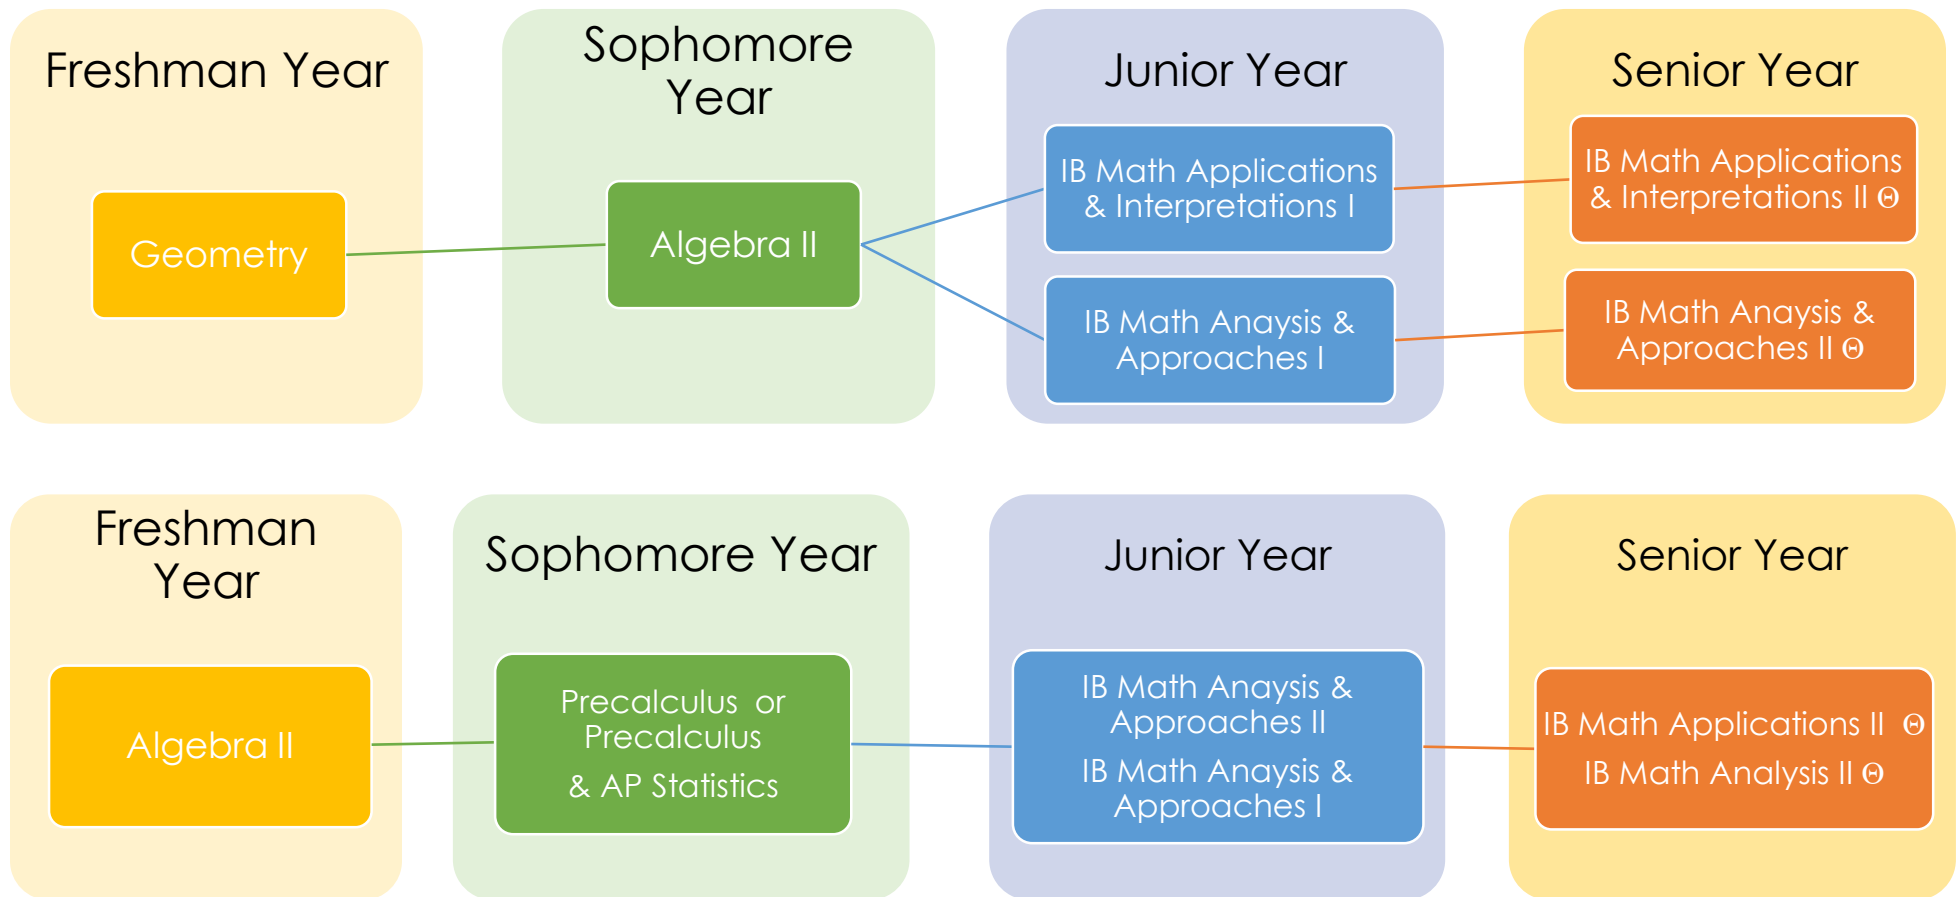 Freshman Year
Sophomore
Year
Junior Year
Senior Year
Geometry
Algebra II
IB Math Applications
& Interpretations I
IB Math Anaysis &
Approaches I
IB Math Applications
& Interpretations II Θ
IB Math Anaysis &
Approaches II Θ
Freshman
Year
Sophomore Year
Junior Year
Senior Year
Algebra II
Precalculus or
Precalculus
& AP Statistics
IB Math Anaysis &
Approaches II
IB Math Anaysis &
Approaches I
IB Math Applications II Θ
IB Math Analysis II Θ